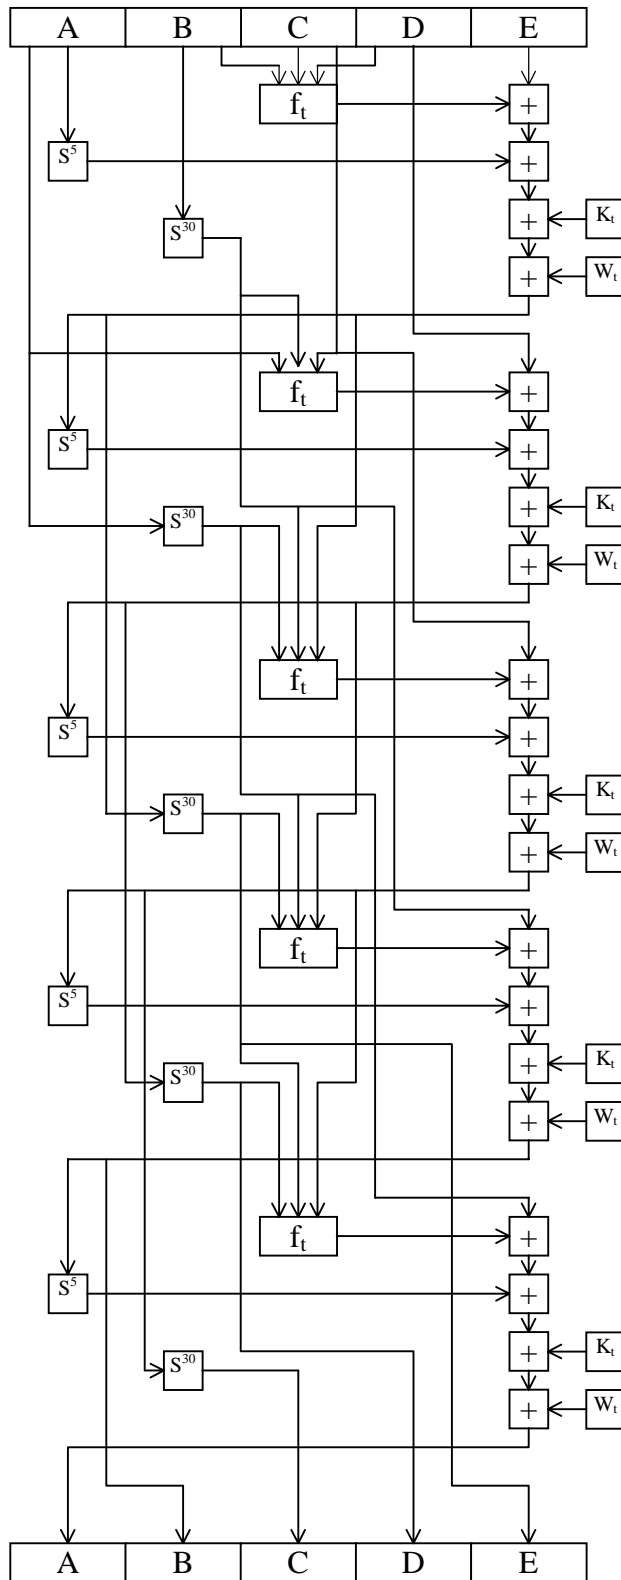 A B C D E
f_t +
S^5 +
S^30 + K_t
+ W_t
f_t +
S^5 +
S^30 + K_t
+ W_t
f_t +
S^5 +
S^30 + K_t
+ W_t
f_t +
S^5 +
S^30 + K_t
+ W_t
f_t +
S^5 +
S^30 + K_t
+ W_t
A B C D E